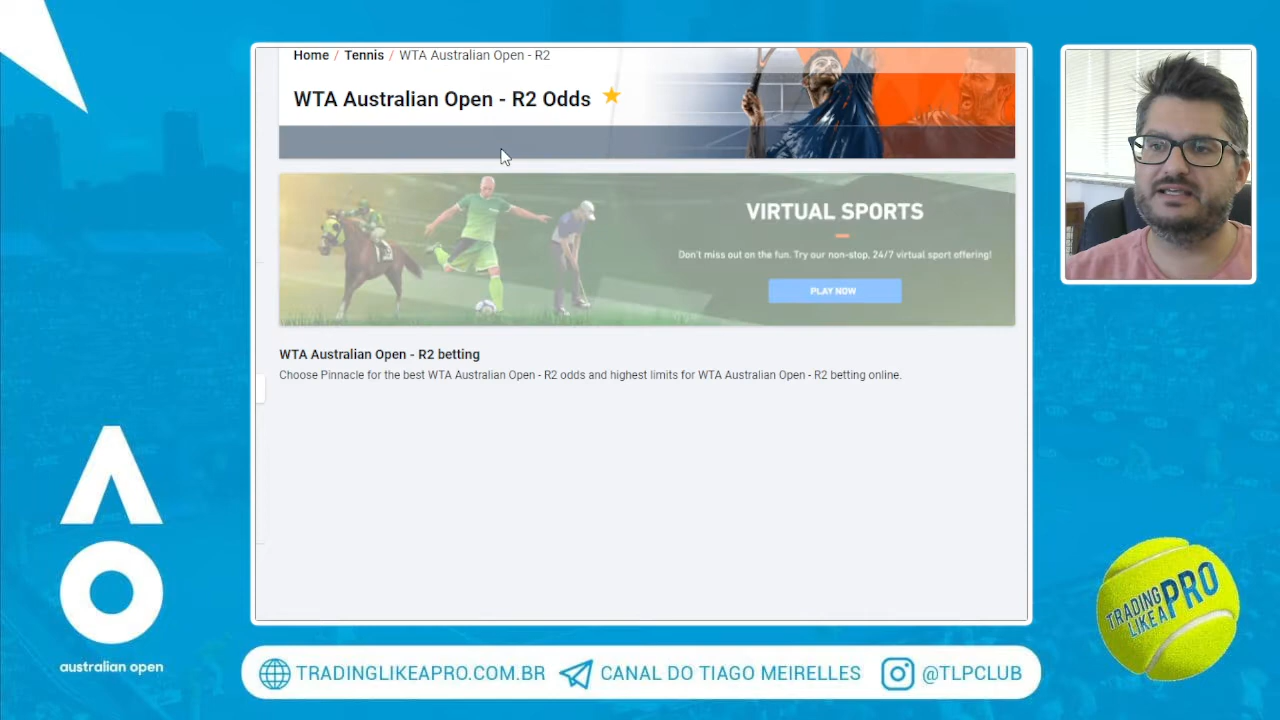 Home / Tennis / WTA Australian Open - R2
WTA Australian Open - R2 Odds
VIRTUAL SPORTS
Don't miss out on the fun. Try our non-stop, 24/7 virtual sport offering!
PLAY NOW
WTA Australian Open - R2 betting
Choose Pinnacle for the best WTA Australian Open - R2 odds and highest limits for WTA Australian Open - R2 betting online.
AO
australian open
TRADING
LIKE A
PRO
TRADINGLIKEAPRO.COM.BR
CANAL DO TIAGO MEIRELLES
@TLPCLUB